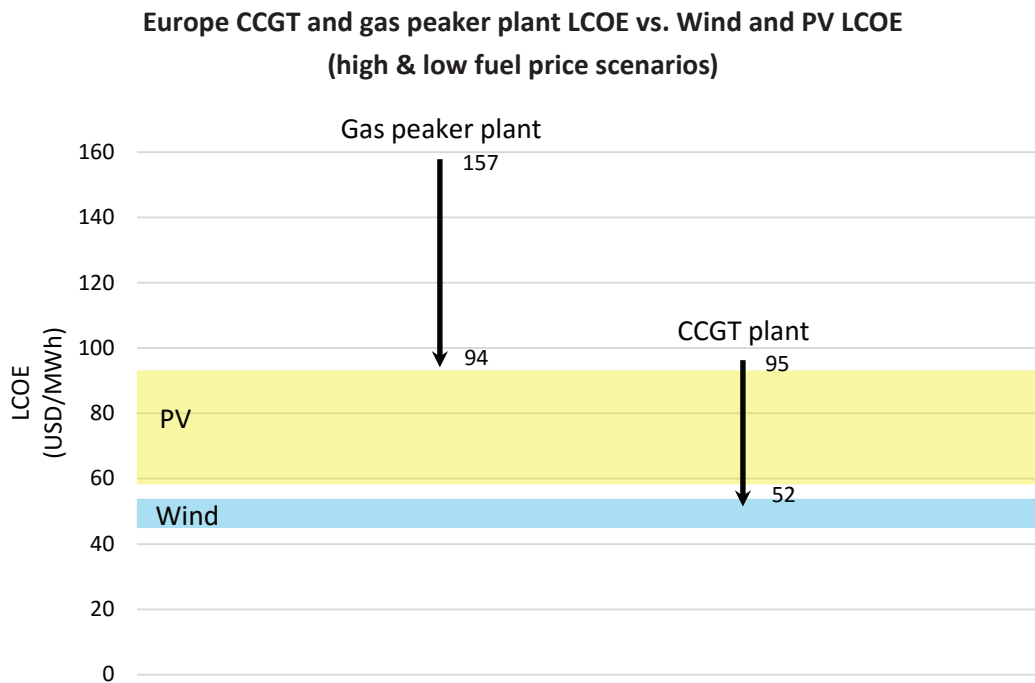 Europe CCGT and gas peaker plant LCOE vs. Wind and PV LCOE
(high & low fuel price scenarios)
Gas peaker plant
160
157
140
120
CCGT plant
100
94
95
LCOE
(USD/MWh)
PV
80
60
52
Wind
40
20
0